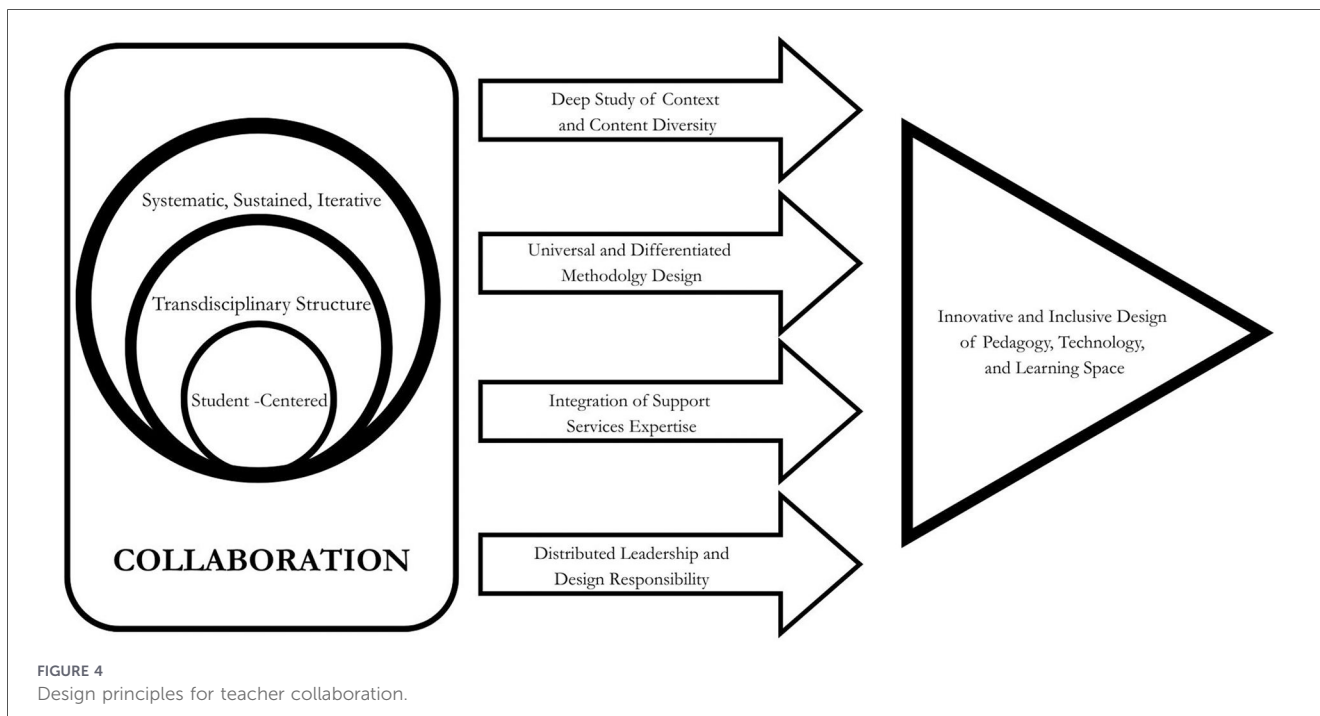 Systematic, Sustained, Iterative
Transdisciplinary Structure
Student -Centered
COLLABORATION
Deep Study of Context
and Content Diversity
Universal and Differentiated
Methodolgy Design
Integration of Support
Services Expertise
Distributed Leadership and
Design Responsibility
Innovative and Inclusive Design
of Pedagogy, Technology,
and Learning Space
FIGURE 4
Design principles for teacher collaboration.